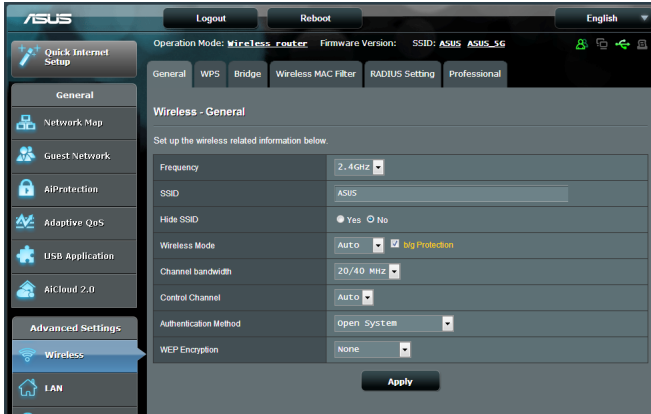 ASUS
Logout Reboot English
Quick Internet Setup
Operation Mode: Wireless router Firmware Version: SSID: ASUS ASUS_5G
General WPS Bridge Wireless MAC Filter RADIUS Setting Professional
General
Network Map
Guest Network
AiProtection
Adaptive QoS
USB Application
AiCloud 2.0
Advanced Settings
Wireless
LAN
Wireless - General
Set up the wireless related information below.
Frequency 2.4GHz
SSID ASUS
Hide SSID Yes No
Wireless Mode Auto b/g Protection
Channel bandwidth 20/40 MHz
Control Channel Auto
Authentication Method Open System
WEP Encryption None
Apply